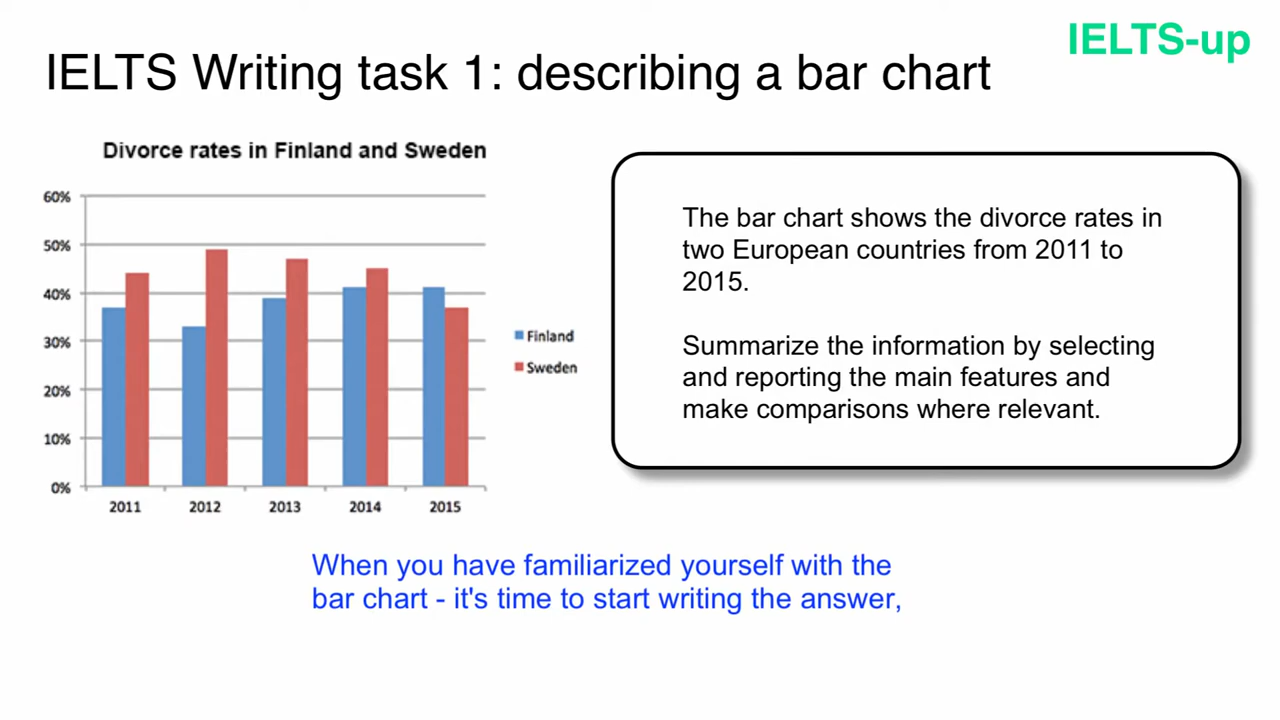 IELTS-up
IELTS Writing task 1: describing a bar chart
Divorce rates in Finland and Sweden
60%
50%
40%
30%
20%
10%
0%
2011 2012 2013 2014 2015
Finland
Sweden
The bar chart shows the divorce rates in
two European countries from 2011 to
2015.
Summarize the information by selecting
and reporting the main features and
make comparisons where relevant.
When you have familiarized yourself with the
bar chart - it's time to start writing the answer,